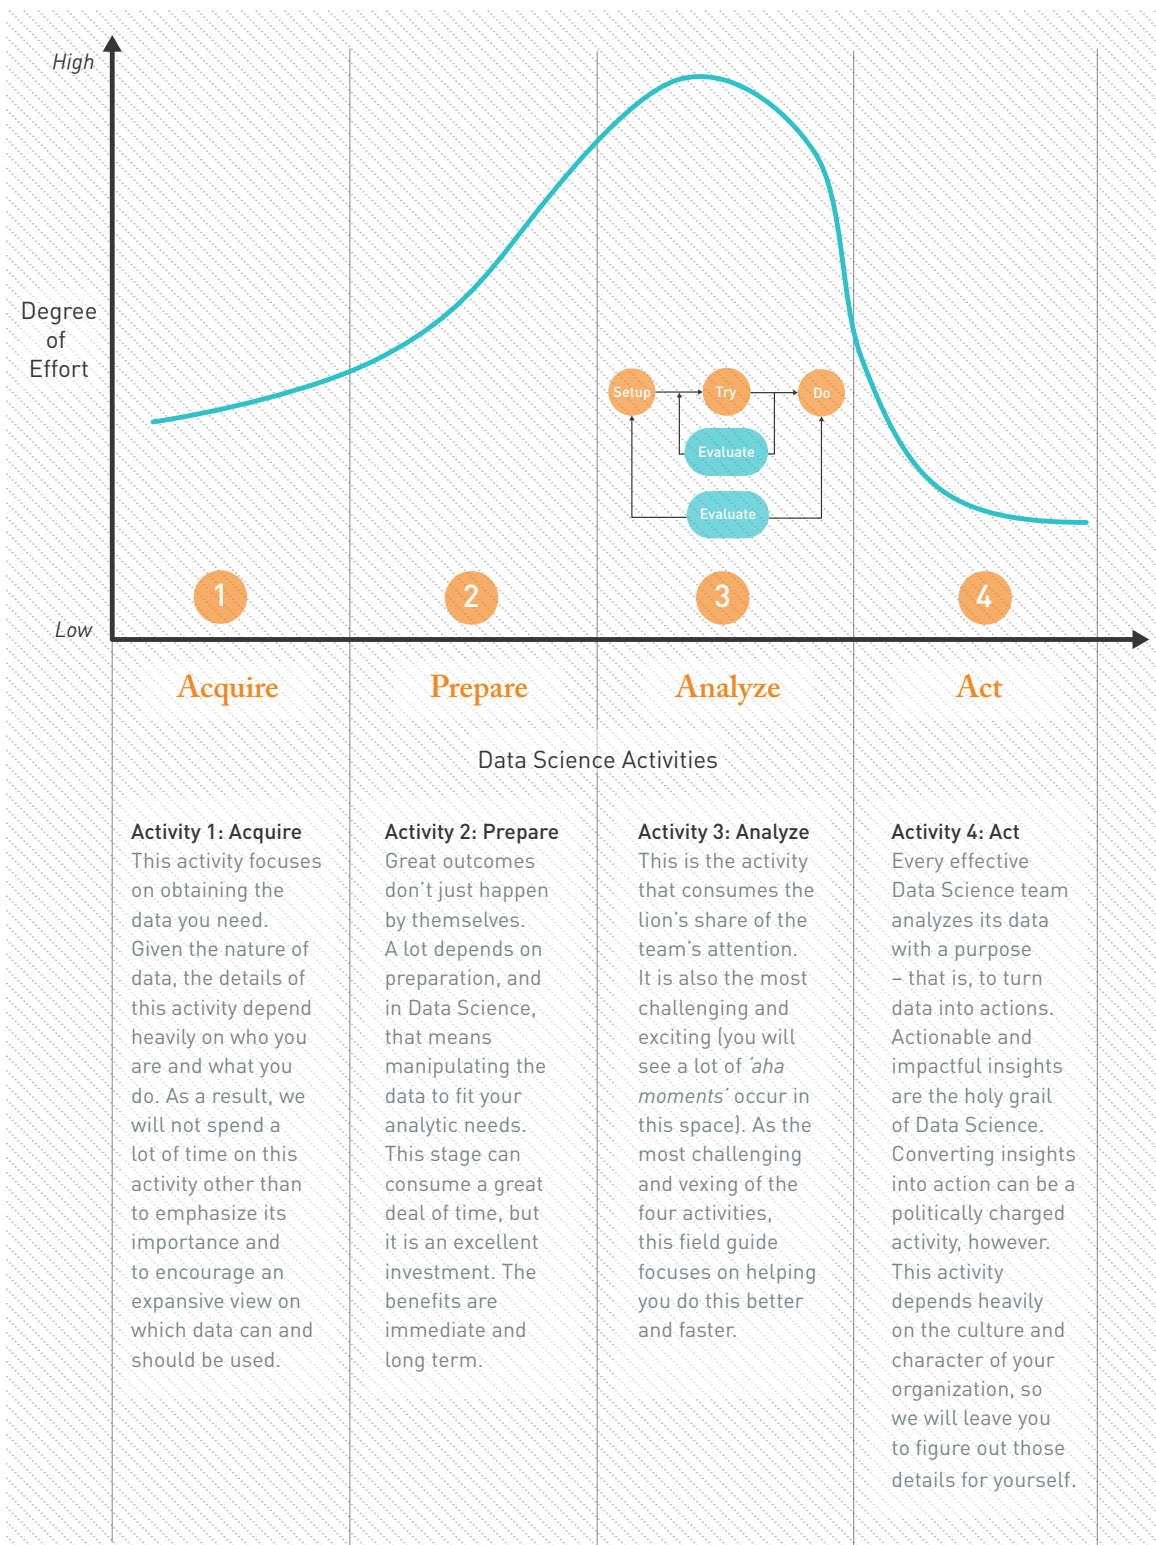 High
Degree
of
Effort
Setup
Try
Do
Evaluate
Evaluate
1
2
3
4
Low
Acquire
Prepare
Analyze
Act
Data Science Activities
Activity 1: Acquire
This activity focuses
on obtaining the
data you need.
Given the nature of
data, the details of
this activity depend
heavily on who you
are and what you
do. As a result, we
will not spend a
lot of time on this
activity other than
to emphasize its
importance and
to encourage an
expansive view on
which data can and
should be used.
Activity 2: Prepare
Great outcomes
don’t just happen
by themselves.
A lot depends on
preparation, and
in Data Science,
that means
manipulating the
data to fit your
analytic needs.
This stage can
consume a great
deal of time, but
it is an excellent
investment. The
benefits are
immediate and
long term.
Activity 3: Analyze
This is the activity
that consumes the
lion’s share of the
team’s attention.
It is also the most
challenging and
exciting (you will
see a lot of ‘aha
moments’ occur in
this space). As the
most challenging
and vexing of the
four activities,
this field guide
focuses on helping
you do this better
and faster.
Activity 4: Act
Every effective
Data Science team
analyzes its data
with a purpose
– that is, to turn
data into actions.
Actionable and
impactful insights
are the holy grail
of Data Science.
Converting insights
into action can be a
politically charged
activity, however.
This activity
depends heavily
on the culture and
character of your
organization, so
we will leave you
to figure out those
details for yourself.